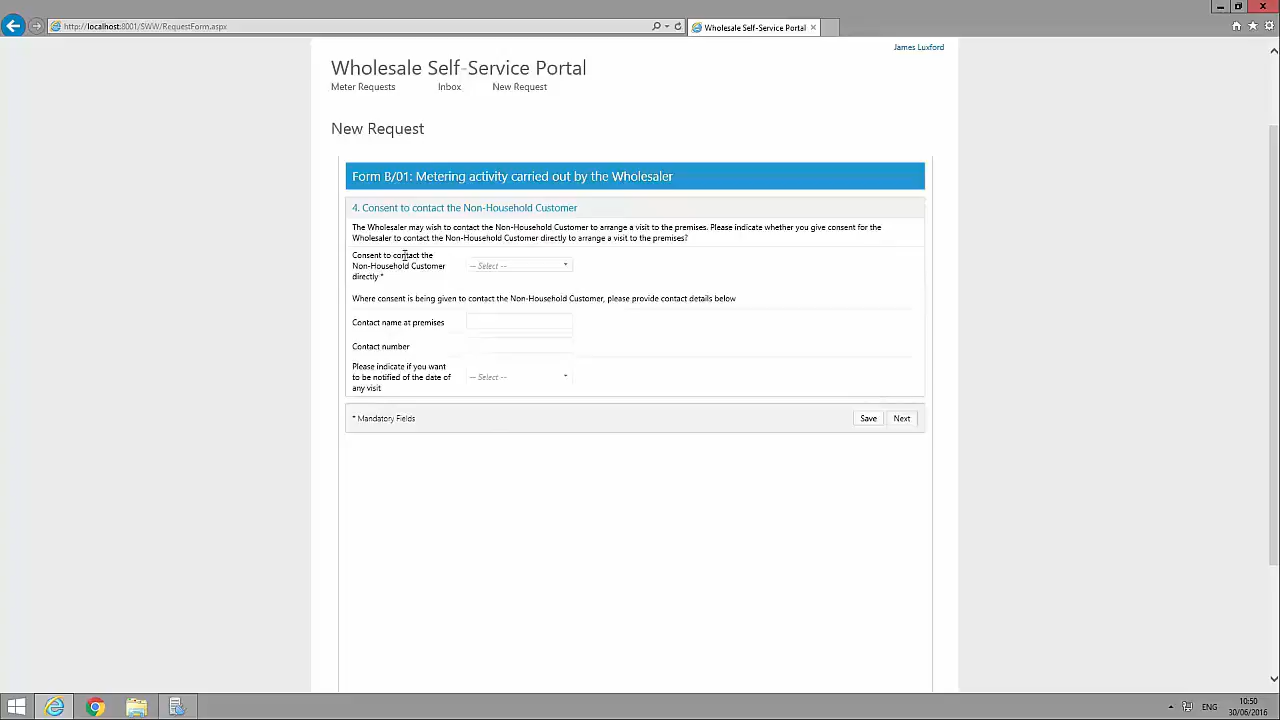 http://localhost:8001/SWW/RequestForm.aspx
Wholesale Self-Service Portal
James Luxford
Wholesale Self-Service Portal
Meter Requests Inbox New Request
New Request
Form B/01: Metering activity carried out by the Wholesaler
4. Consent to contact the Non-Household Customer
The Wholesaler may wish to contact the Non-Household Customer to arrange a visit to the premises. Please indicate whether you give consent for the
Wholesaler to contact the Non-Household Customer directly to arrange a visit to the premises?
Consent to contact the
Non-Household Customer
directly *
-- Select --
Where consent is being given to contact the Non-Household Customer, please provide contact details below
Contact name at premises
Contact number
Please indicate if you want
to be notified of the date of
any visit
-- Select --
* Mandatory Fields
Save Next
ENG
10:50
30/06/2016